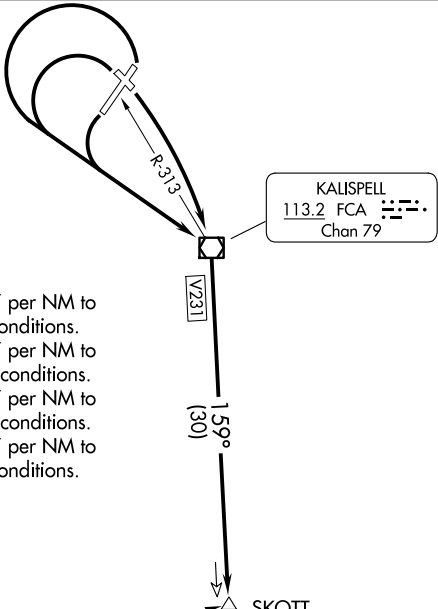 R-313
KALISPELL
113.2 FCA
Chan 79
V231
per NM to
onditions.
per NM to
conditions.
per NM to
conditions.
per NM to
onditions.
159°
(30)
SKOTT